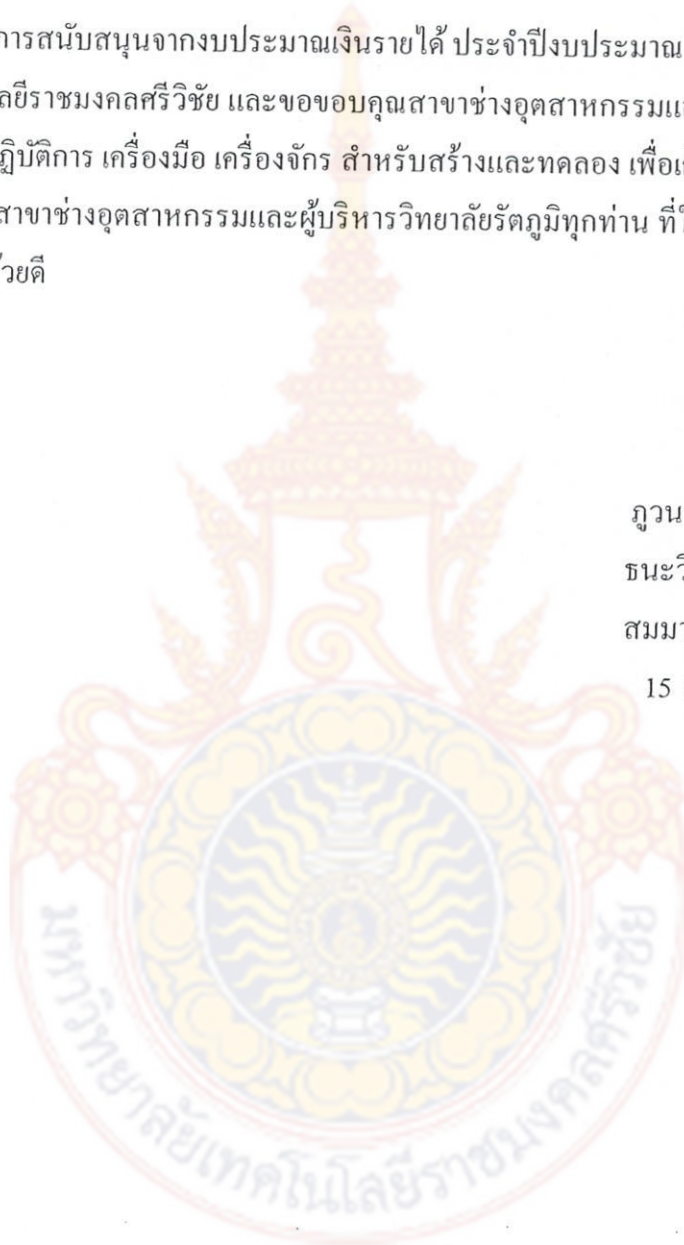 การสนับสนุนจากงบประมาณเงินรายได้ ประจำปีงบประมาณ
ลยีราชมงคลศรีวิชัย และขอขอบคุณสาขาช่างอุตสาหกรรมแ
ฏิบัติการ เครื่องมือ เครื่องจักร สำหรับสร้างและทดลอง เพื่อเ
สาขาช่างอุตสาหกรรมและผู้บริหารวิทยาลัยรัตภูมิทุกท่าน ที่ใ
้วยดี
ภูวน
ธนะวิ
สมมา
15
มหาวิทยาลัยเทคโนโลยีราชมงคลศรีวิชัย